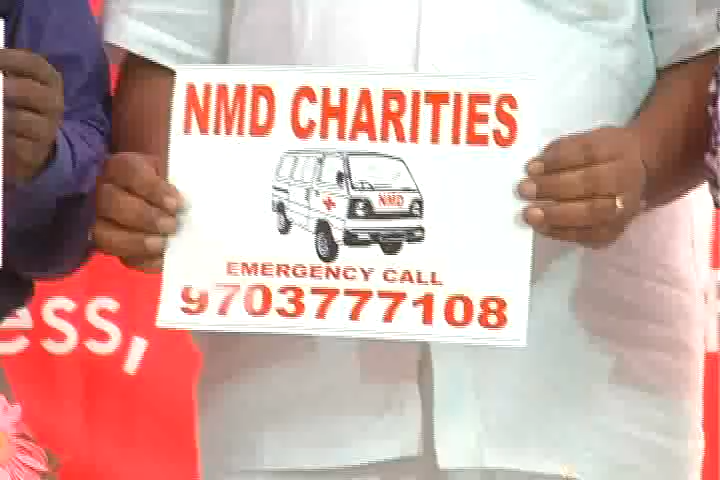 NMD CHARITIES
NMD
EMERGENCY CALL
9703777108
ess,